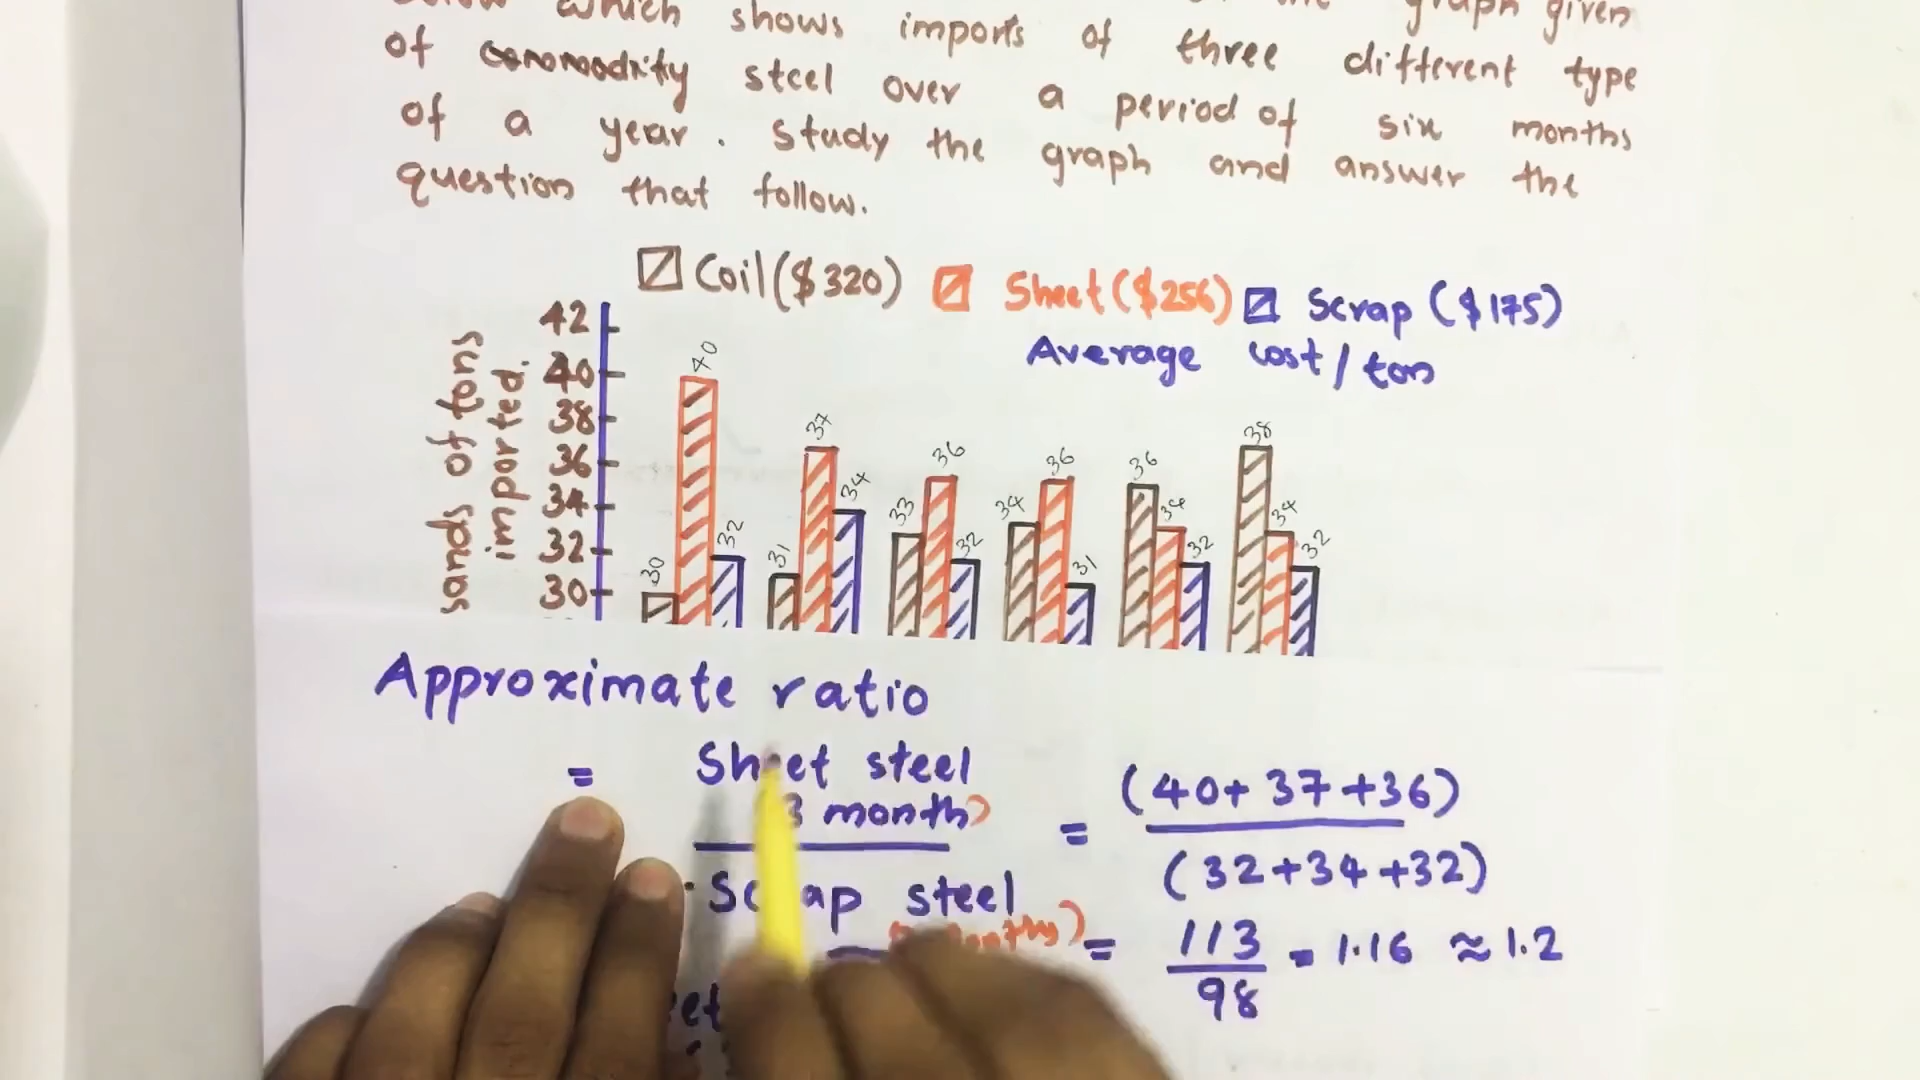 which shows imports of three different type
of commodity steel over a period of six months
of a year. Study the graph and answer the
question that follow.
Coil ($320) Sheet ($256) Scrap ($175)
Average cost/ton
sands of tons
imported.
42
40
38
36
34
32
30
30 40 32 31 37 34 33 36 32 34 36 31 36 34 32 38 34 32
Approximate ratio
= Sheet steel
3 month)
Scrap steel
= (40+37+36)
(32+34+32)
= 113
98
= 1.16 ≈ 1.2